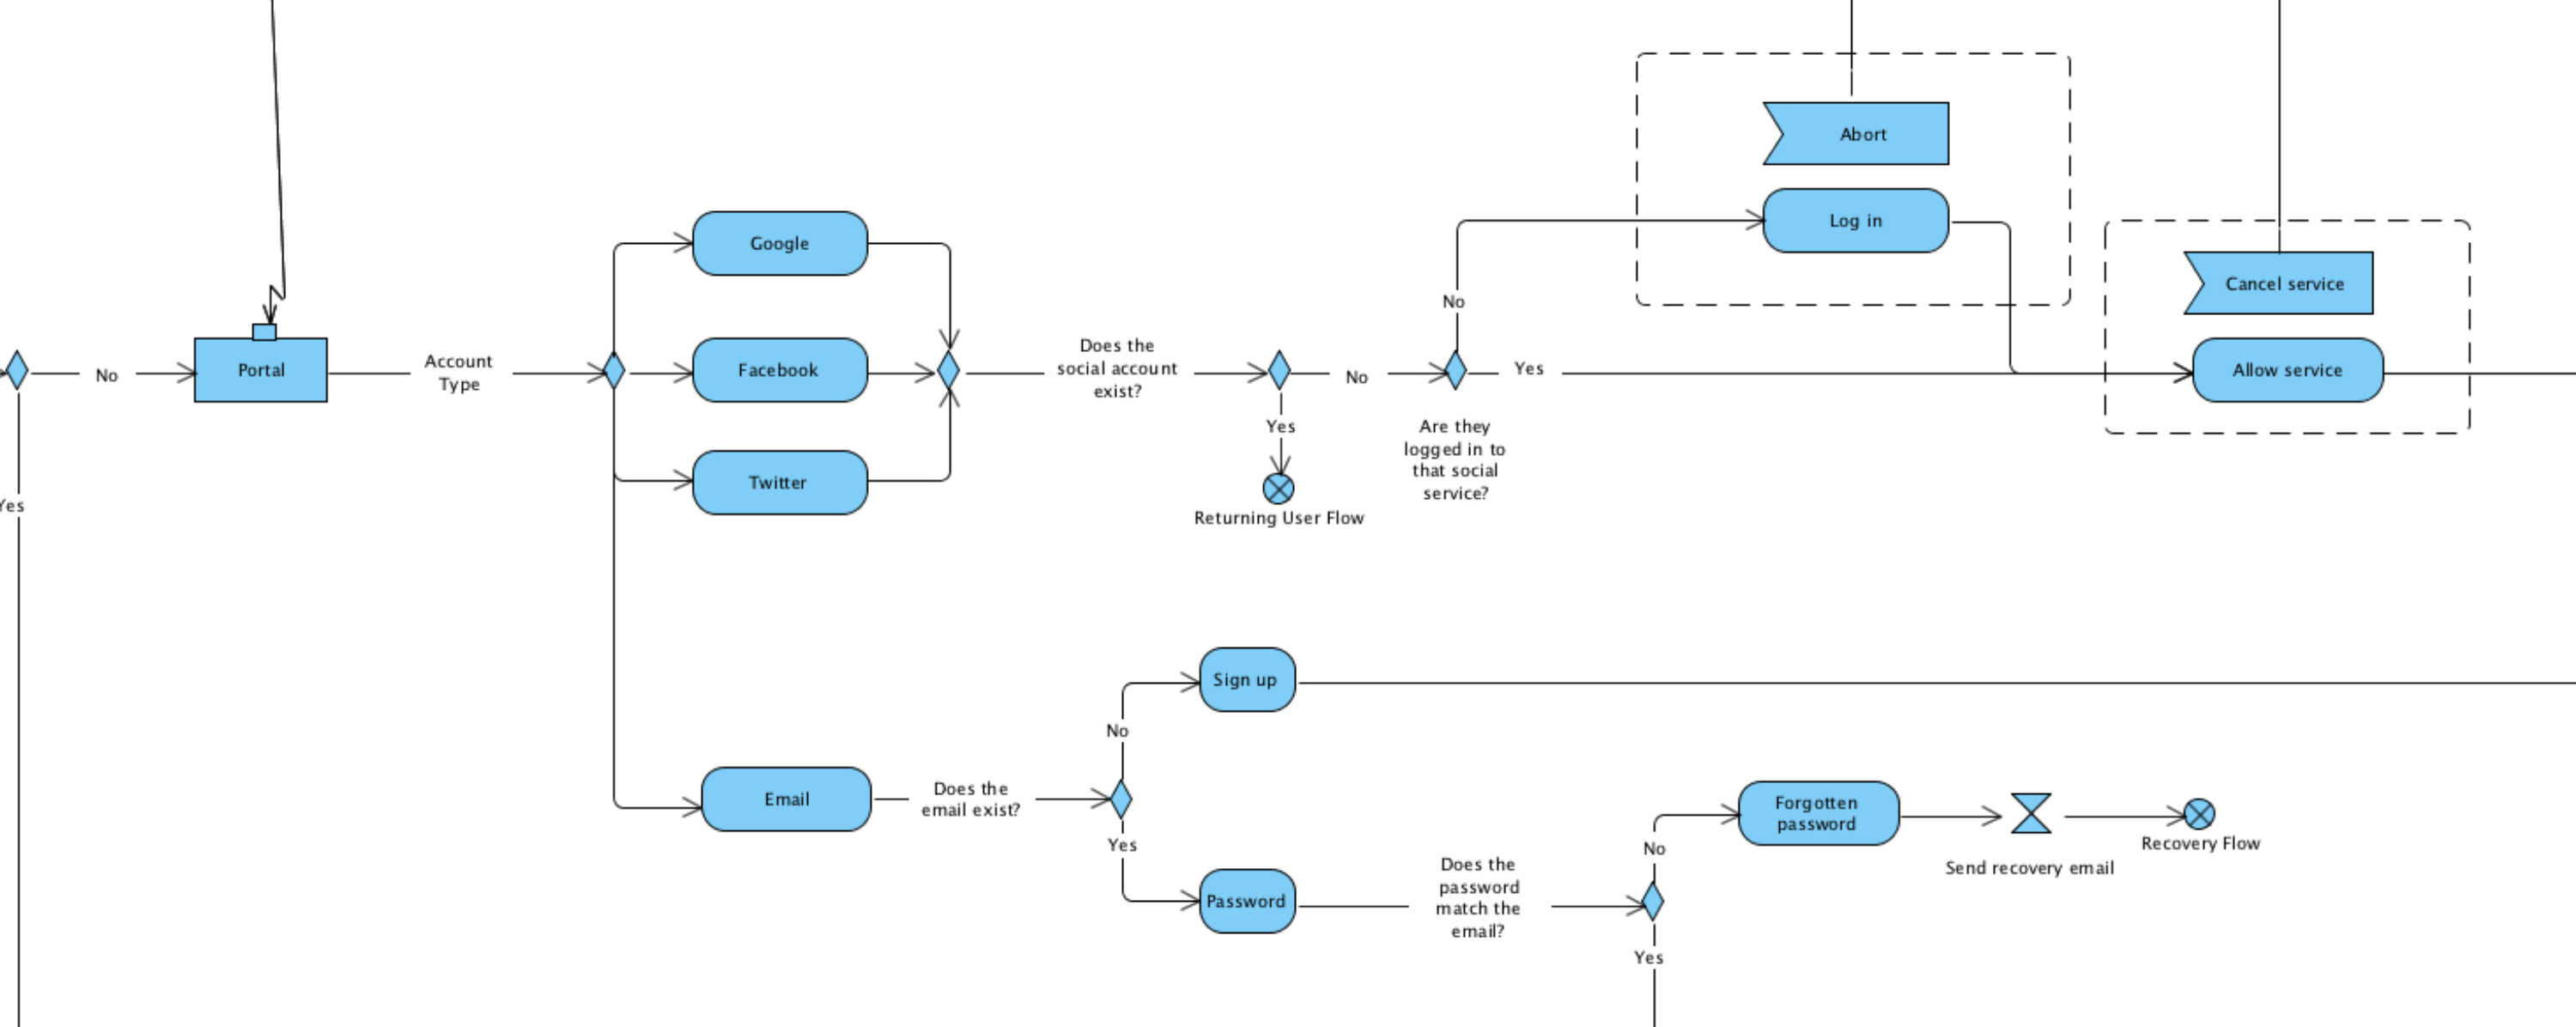 Abort
Log in
Google
Cancel service
No
Does the
social account
exist?
Account
Type
No
Portal
Facebook
No
Yes
Allow service
Yes
Are they
logged in to
that social
service?
Twitter
Yes
Returning User Flow
Sign up
No
Email
Does the
email exist?
Yes
Forgotten
password
Send recovery email
Recovery Flow
No
Does the
password
match the
email?
Password
Yes